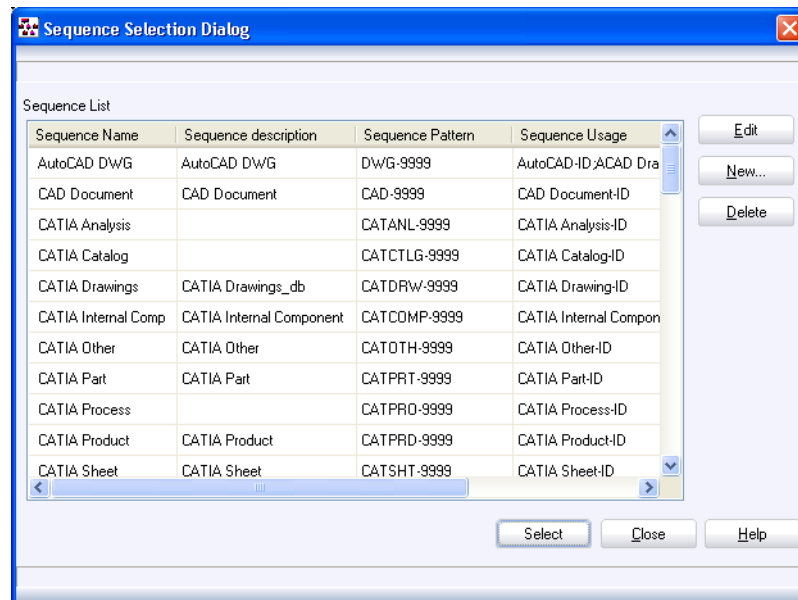 Sequence Selection Dialog
Sequence List
Sequence Name Sequence description Sequence Pattern Sequence Usage
AutoCAD DWG AutoCAD DWG DWG-9999 AutoCAD-ID;ACAD Dra
CAD Document CAD Document CAD-9999 CAD Document-ID
CATIA Analysis CATANL-9999 CATIA Analysis-ID
CATIA Catalog CATCTLG-9999 CATIA Catalog-ID
CATIA Drawings CATIA Drawings_db CATDRW-9999 CATIA Drawing-ID
CATIA Internal Comp CATIA Internal Component CATCOMP-9999 CATIA Internal Compon
CATIA Other CATIA Other CATOTH-9999 CATIA Other-ID
CATIA Part CATIA Part CATPRT-9999 CATIA Part-ID
CATIA Process CATPRO-9999 CATIA Process-ID
CATIA Product CATIA Product CATPRD-9999 CATIA Product-ID
CATIA Sheet CATIA Sheet CATSHT-9999 CATIA Sheet-ID
Edit
New...
Delete
Select Close Help